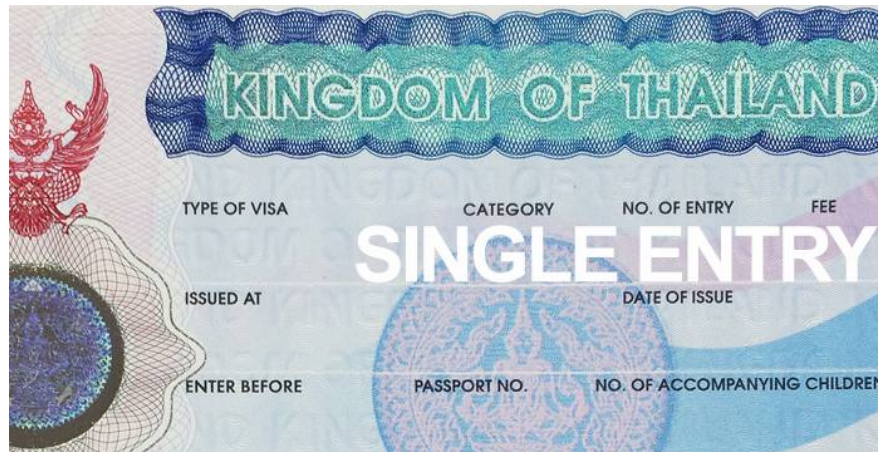 KINGDOM OF THAILAND
TYPE OF VISA CATEGORY NO. OF ENTRY FEE
SINGLE ENTRY
ISSUED AT DATE OF ISSUE
ENTER BEFORE PASSPORT NO. NO. OF ACCOMPANYING CHILDREN